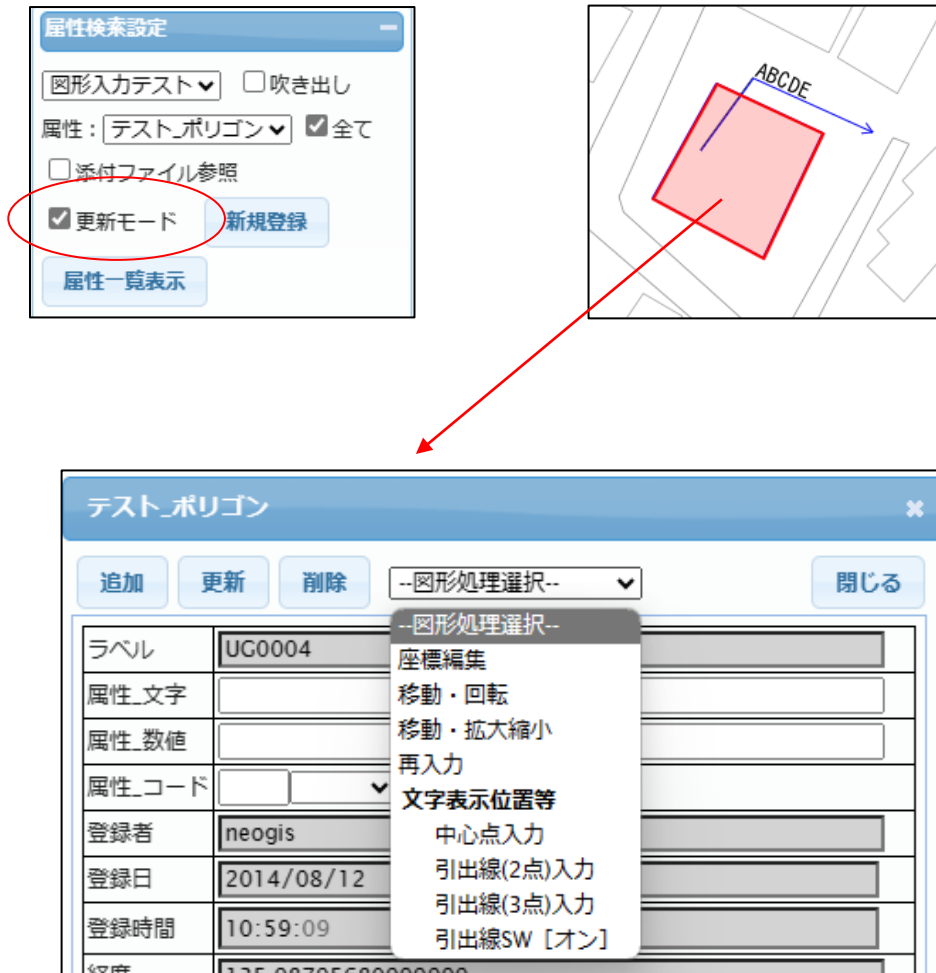 属性検索設定
図形入力テスト 吹き出し
属性：テスト_ポリゴン 全て
添付ファイル参照
更新モード 新規登録
属性一覧表示
ABCDE
テスト_ポリゴン
追加 更新 削除 --図形処理選択-- 閉じる
--図形処理選択--
座標編集
移動・回転
移動・拡大縮小
再入力
文字表示位置等
中心点入力
引出線(2点)入力
引出線(3点)入力
引出線SW［オン］
ラベル UG0004
属性_文字
属性_数値
属性_コード
登録者 neogis
登録日 2014/08/12
登録時間 10:59:09